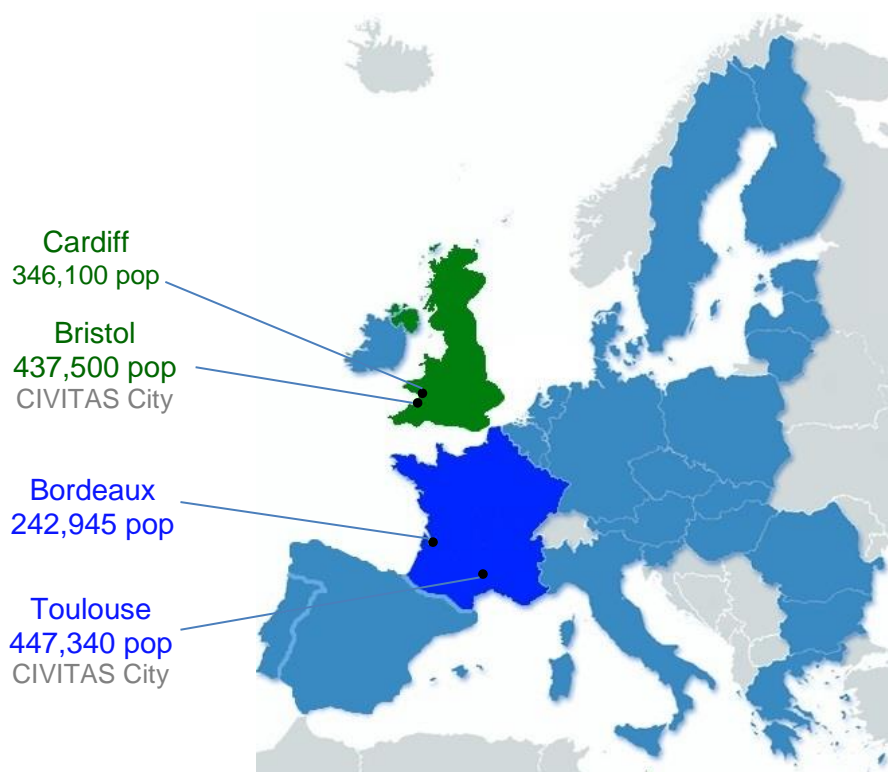 Cardiff
346,100 pop
Bristol
437,500 pop
CIVITAS City
Bordeaux
242,945 pop
Toulouse
447,340 pop
CIVITAS City